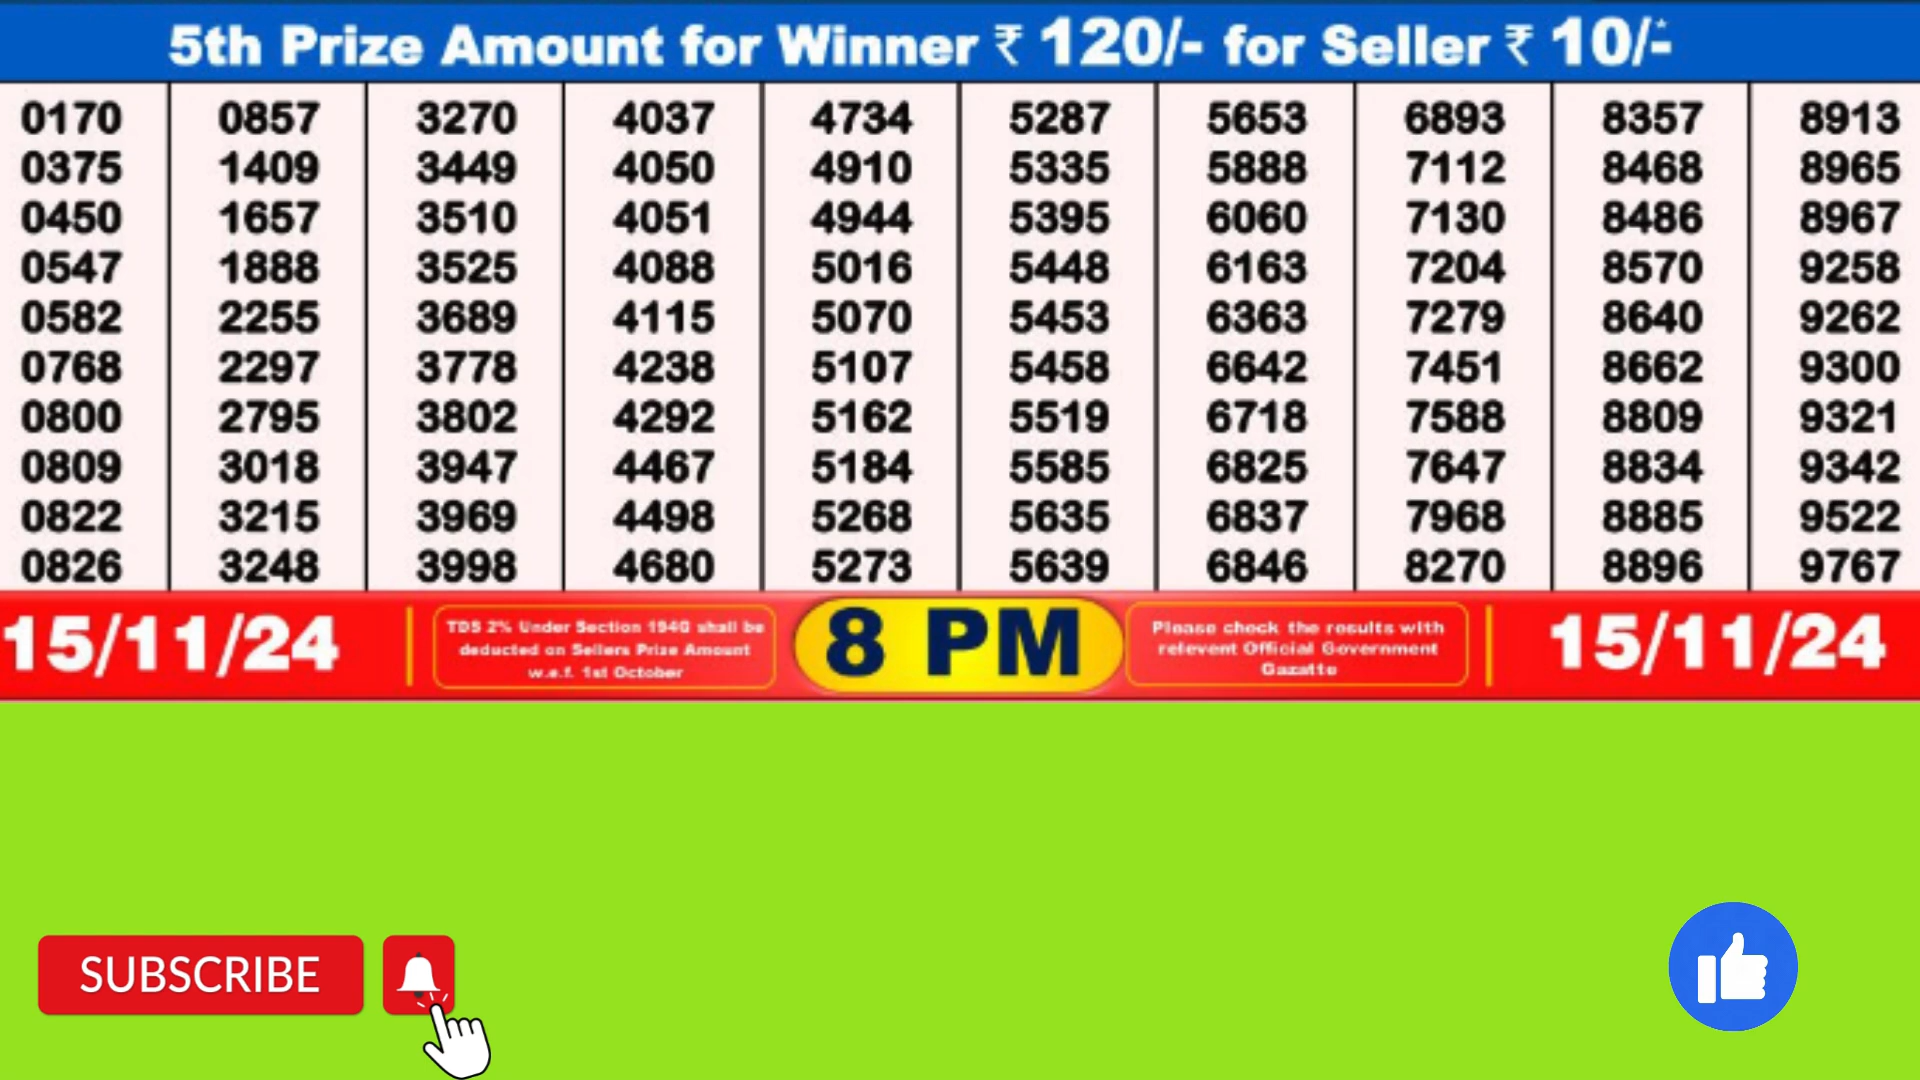 5th Prize Amount for Winner ₹ 120/- for Seller ₹ 10/-*
0170 0857 3270 4037 4734 5287 5653 6893 8357 8913
0375 1409 3449 4050 4910 5335 5888 7112 8468 8965
0450 1657 3510 4051 4944 5395 6060 7130 8486 8967
0547 1888 3525 4088 5016 5448 6163 7204 8570 9258
0582 2255 3689 4115 5070 5453 6363 7279 8640 9262
0768 2297 3778 4238 5107 5458 6642 7451 8662 9300
0800 2795 3802 4292 5162 5519 6718 7588 8809 9321
0809 3018 3947 4467 5184 5585 6825 7647 8834 9342
0822 3215 3969 4498 5268 5635 6837 7968 8885 9522
0826 3248 3998 4680 5273 5639 6846 8270 8896 9767
15/11/24
TDS 2% Under Section 194G shall be
deducted on Sellers Prize Amount
w.e.f. 1st October
8 PM
Please check the results with
relevent Official Government
Gazatte
15/11/24
SUBSCRIBE